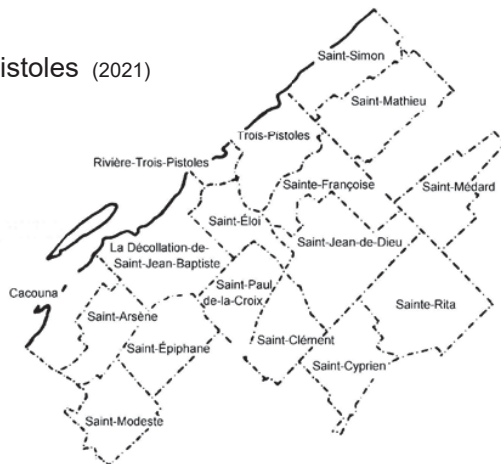 istoles (2021)
Saint-Simon
Saint-Mathieu
Trois-Pistoles
Rivière-Trois-Pistoles
Sainte-Françoise
Saint-Médard
Saint-Éloi
La Décollation-de-
Saint-Jean-Baptiste
Saint-Jean-de-Dieu
Saint-Paul
de-la-Croix
Cacouna
Sainte-Rita
Saint-Arsène
Saint-Épiphane
Saint-Clément
Saint-Cyprien
Saint-Modeste